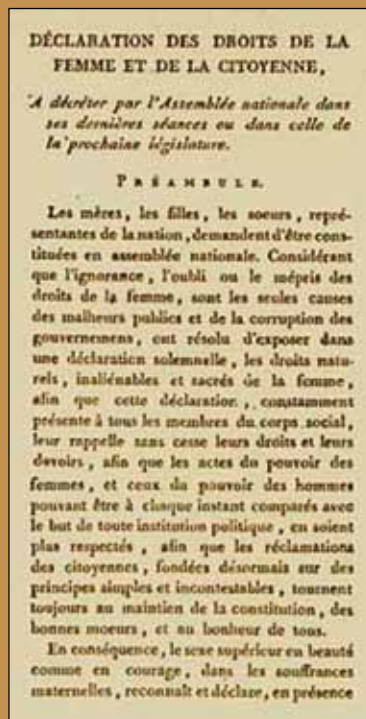 DÉCLARATION DES DROITS DE LA
FEMME ET DE LA CITOYENNE,
A décréter par l'Assemblée nationale dans
ses dernières séances ou dans celle de
la prochaine législature.
PRÉAMBULE.
Les mères, les filles, les soeurs, repré-
sentantes de la nation, demandent d'être cons-
tituées en assemblée nationale. Considérant
que l'ignorance, l'oubli ou le mépris des
droits de la femme, sont les seules causes
des malheurs publics et de la corruption des
gouvernemens, ont résolu d'exposer dans
une déclaration solemnelle, les droits natu-
rels, inaliénables et sacrés de la femme,
afin que cette déclaration, constamment
présente à tous les membres du corps social,
leur rappelle sans cesse leurs droits et leurs
devoirs, afin que les actes du pouvoir des
femmes, et ceux du pouvoir des hommes
pouvant être à chaque instant comparés avec
le but de toute institution politique, en soient
plus respectés, afin que les réclamations
des citoyennes, fondées désormais sur des
principes simples et incontestables, tournent
toujours au maintien de la constitution, des
bonnes moeurs, et au bonheur de tous.
En conséquence, le sexe supérieur en beauté
comme en courage, dans les souffrances
maternelles, reconnaît et déclare, en présence